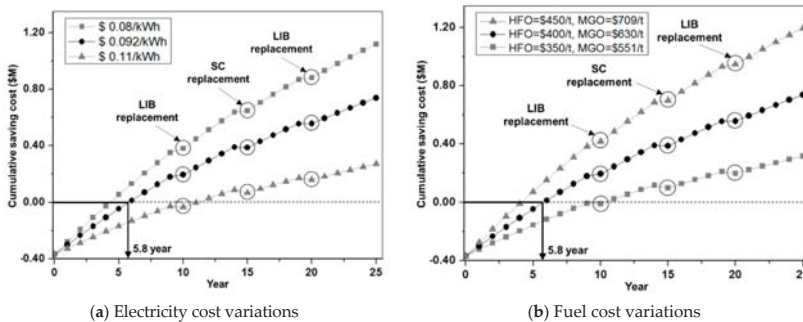 $ 0.08/kWh
$ 0.092/kWh
$ 0.11/kWh
LIB
replacement
SC
replacement
LIB
replacement
5.8 year
Cumulative saving cost ($M)
1.20
0.80
0.40
0.00
-0.40
0 5 10 15 20 25
Year
(a) Electricity cost variations
HFO=$450/t, MGO=$709/t
HFO=$400/t, MGO=$630/t
HFO=$350/t, MGO=$551/t
LIB
replacement
SC
replacement
LIB
replacement
5.8 year
Cumulative saving cost ($M)
1.20
0.80
0.40
0.00
-0.40
0 5 10 15 20 25
Year
(b) Fuel cost variations